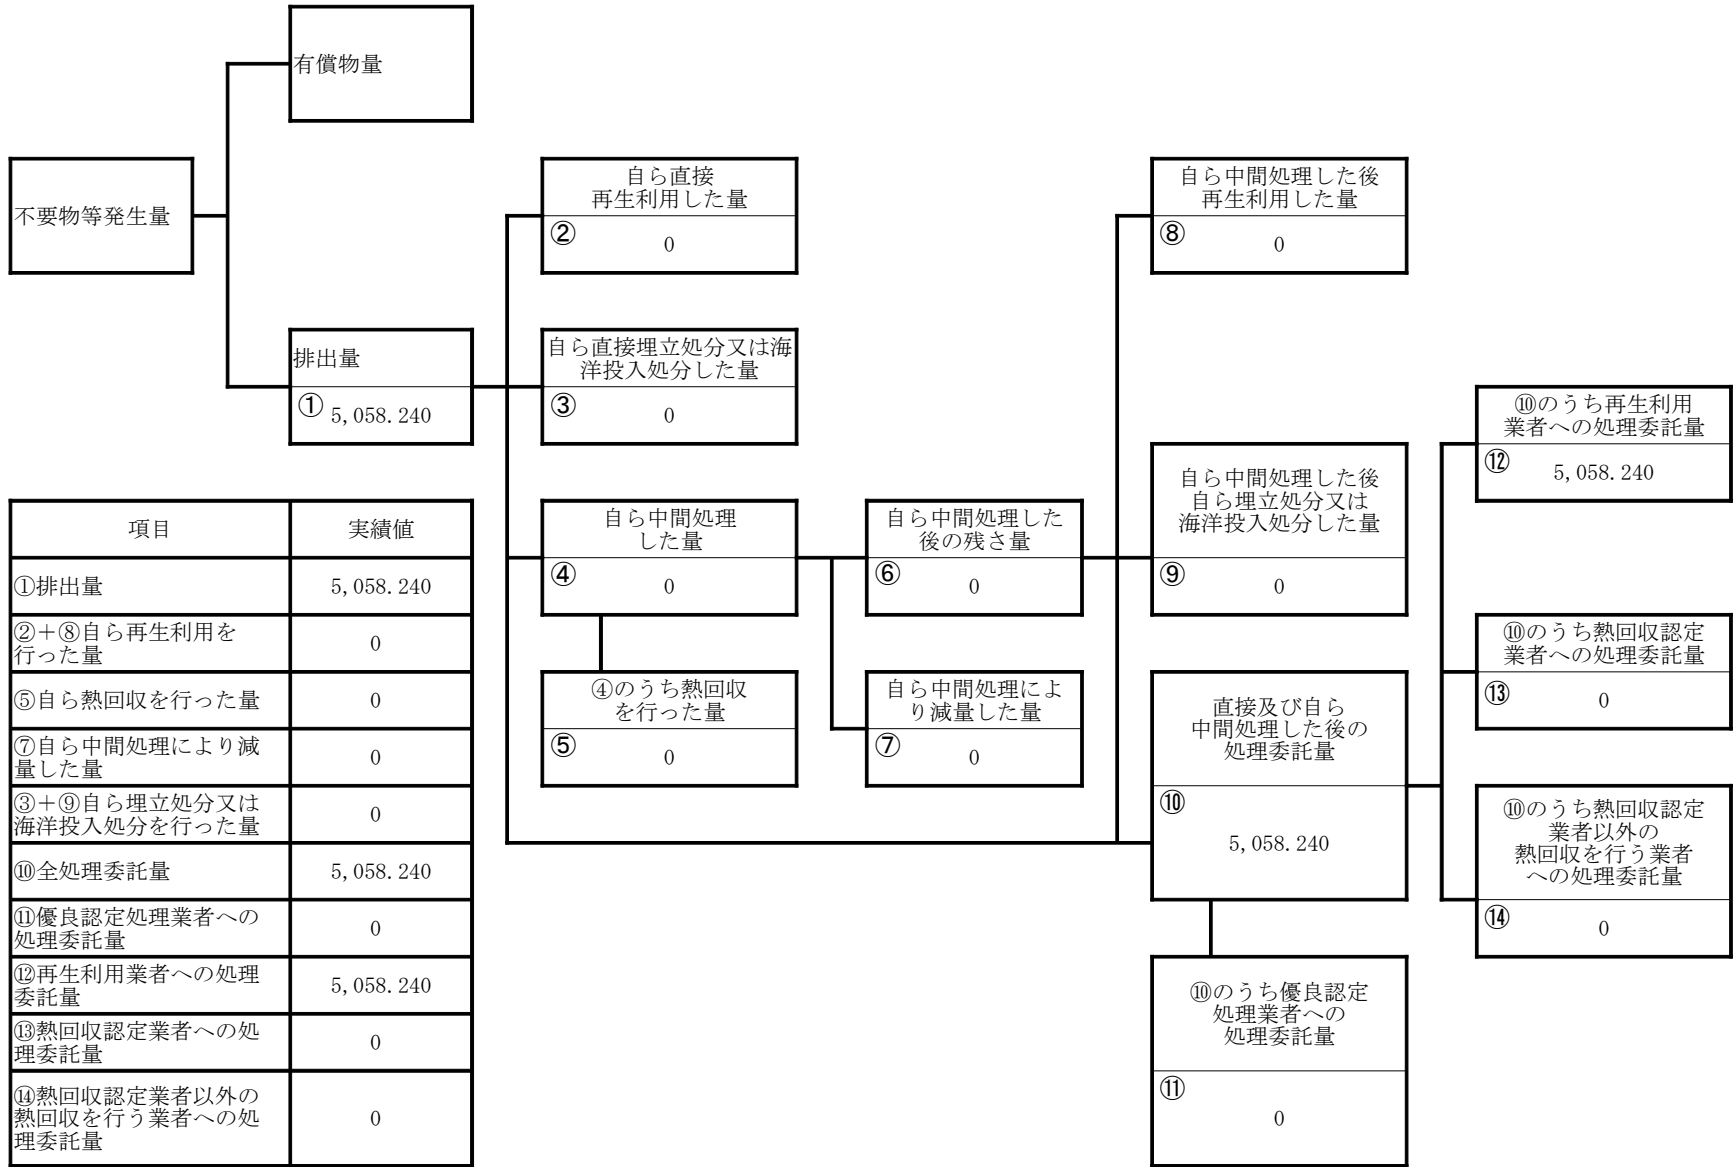 有償物量
不要物等発生量
自ら直接
再生利用した量
②
0
自ら中間処理した後
再生利用した量
⑧
0
排出量
①
5,058.240
自ら直接埋立処分又は海
洋投入処分した量
③
0
⑩のうち再生利用
業者への処理委託量
⑫
5,058.240
自ら中間処理
した量
④
0
自ら中間処理した
後の残さ量
⑥
0
自ら中間処理した後
自ら埋立処分又は
海洋投入処分した量
⑨
0
⑩のうち熱回収認定
業者への処理委託量
⑬
0
④のうち熱回収
を行った量
⑤
0
自ら中間処理によ
り減量した量
⑦
0
直接及び自ら
中間処理した後の
処理委託量
⑩
5,058.240
⑩のうち熱回収認定
業者以外の
熱回収を行う業者
への処理委託量
⑭
0
⑩のうち優良認定
処理業者への
処理委託量
⑪
0
項目 実績値
①排出量 5,058.240
②＋⑧自ら再生利用を
行った量 0
⑤自ら熱回収を行った量 0
⑦自ら中間処理により減
量した量 0
③＋⑨自ら埋立処分又は
海洋投入処分を行った量 0
⑩全処理委託量 5,058.240
⑪優良認定処理業者への
処理委託量 0
⑫再生利用業者への処理
委託量 5,058.240
⑬熱回収認定業者への処
理委託量 0
⑭熱回収認定業者以外の
熱回収を行う業者への処
理委託量 0